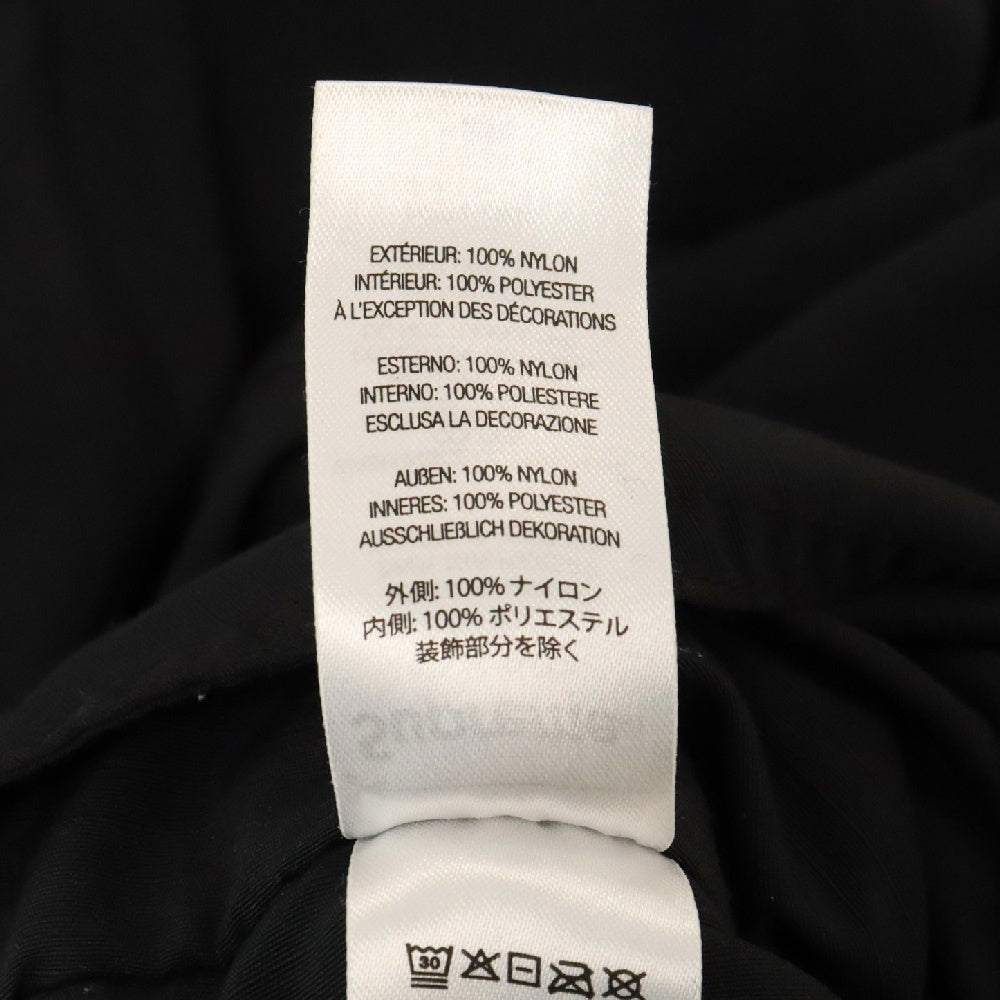 EXTÉRIEUR: 100% NYLON
INTÉRIEUR: 100% POLYESTER
À L'EXCEPTION DES DÉCORATIONS
ESTERNO: 100% NYLON
INTERNO: 100% POLIESTERE
ESCLUSA LA DECORAZIONE
AUßEN: 100% NYLON
INNERES: 100% POLYESTER
AUSSCHLIEßLICH DEKORATION
外側: 100% ナイロン
内側: 100% ポリエステル
装飾部分を除く
30